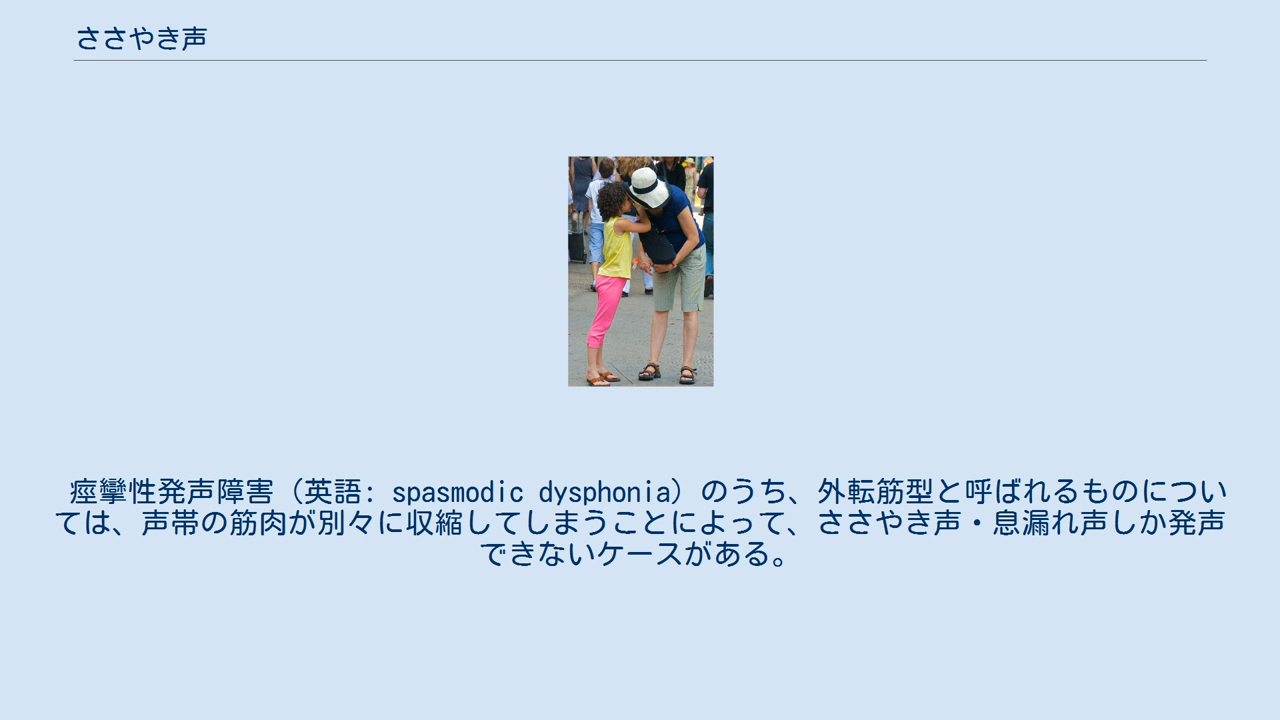 ささやき声
痙攣性発声障害（英語: spasmodic dysphonia）のうち、外転筋型と呼ばれるものについ
ては、声帯の筋肉が別々に収縮してしまうことによって、ささやき声・息漏れ声しか発声
できないケースがある。